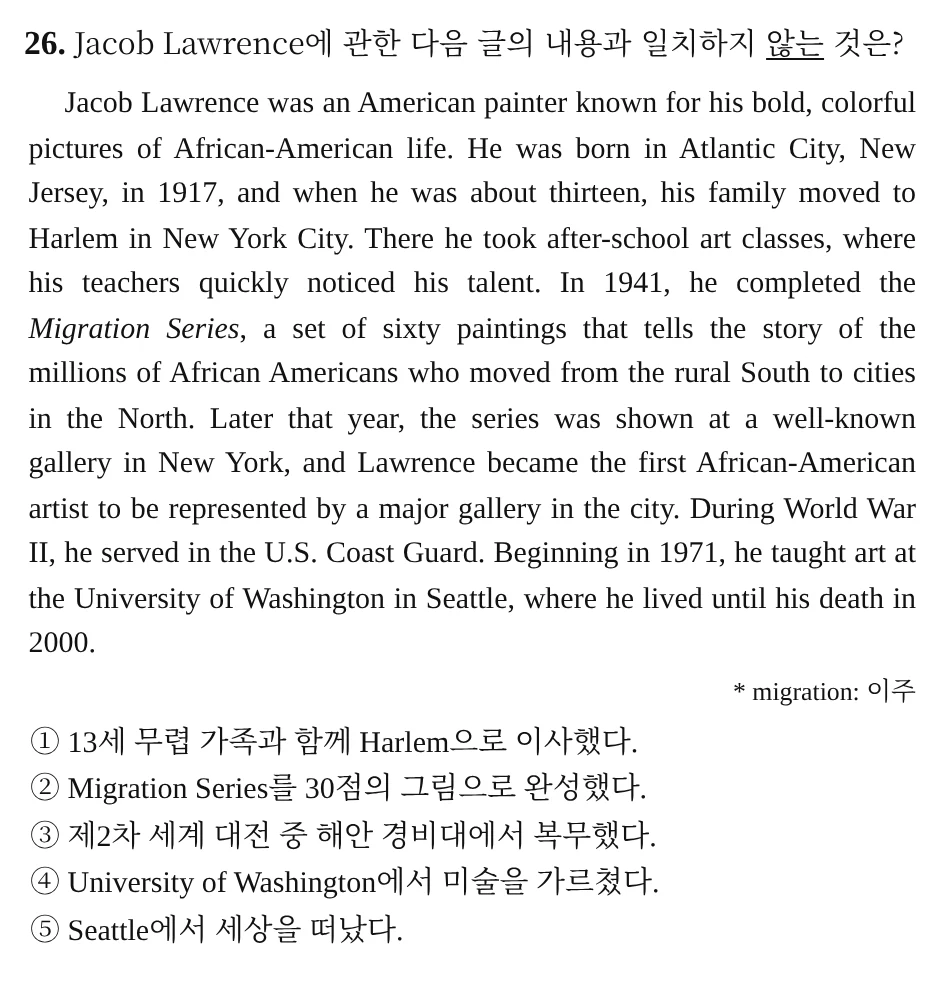 26. Jacob Lawrence에 관한 다음 글의 내용과 일치하지 않는 것은?
Jacob Lawrence was an American painter known for his bold, colorful
pictures of African-American life. He was born in Atlantic City, New
Jersey, in 1917, and when he was about thirteen, his family moved to
Harlem in New York City. There he took after-school art classes, where
his teachers quickly noticed his talent. In 1941, he completed the
Migration Series, a set of sixty paintings that tells the story of the
millions of African Americans who moved from the rural South to cities
in the North. Later that year, the series was shown at a well-known
gallery in New York, and Lawrence became the first African-American
artist to be represented by a major gallery in the city. During World War
II, he served in the U.S. Coast Guard. Beginning in 1971, he taught art at
the University of Washington in Seattle, where he lived until his death in
2000.
* migration: 이주
① 13세 무렵 가족과 함께 Harlem으로 이사했다.
② Migration Series를 30점의 그림으로 완성했다.
③ 제2차 세계 대전 중 해안 경비대에서 복무했다.
④ University of Washington에서 미술을 가르쳤다.
⑤ Seattle에서 세상을 떠났다.